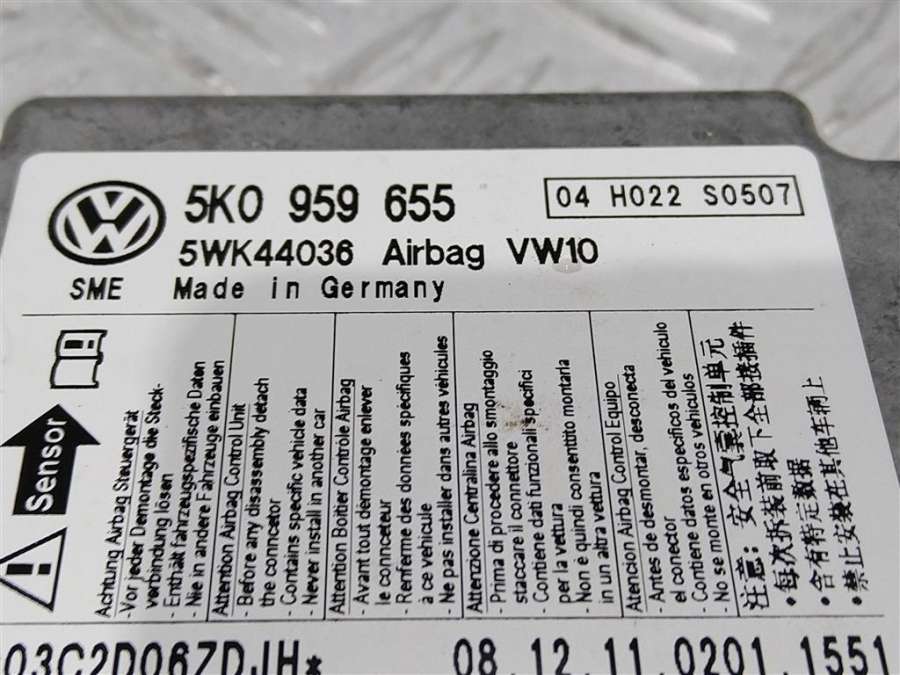 5K0 959 655
04 H022 S0507
5WK44036 Airbag VW10
SME
Made in Germany
Sensor
Achtung Airbag Steuergerät
- Vor jeder Demontage die Steck-
verbindung lösen
- Enthält fahrzeugspezifische Daten
- Nie in andere Fahrzeuge einbauen
Attention Airbag Control Unit
- Before any disassembly detach
the connector
- Contains specific vehicle data
- Never install in another car
Attention Boitier Contrôle Airbag
- Avant tout démontage enlever
le connecteur
- Renferme des données spécifiques
à ce véhicule
- Ne pas installer dans autres véhicules
Attenzione Centralina Airbag
- Prima di procedere allo smontaggio
staccare il connettore
- Contiene dati funzionali specifici
per la vettura
- Non è quindi consentitito montarla
in un altra vettura
Atencion Airbag Control Equipo
- Antes de desmontar, desconecta
el conector
- Contiene datos especificos del vehiculo
- No se monte en otros vehiculos
注意：安全气囊控制单元
• 每次拆装前取下全部接插件
• 含有特定数据
• 禁止安装在其他车辆上
03C2D067DJH*
08.12.11 0201 1551